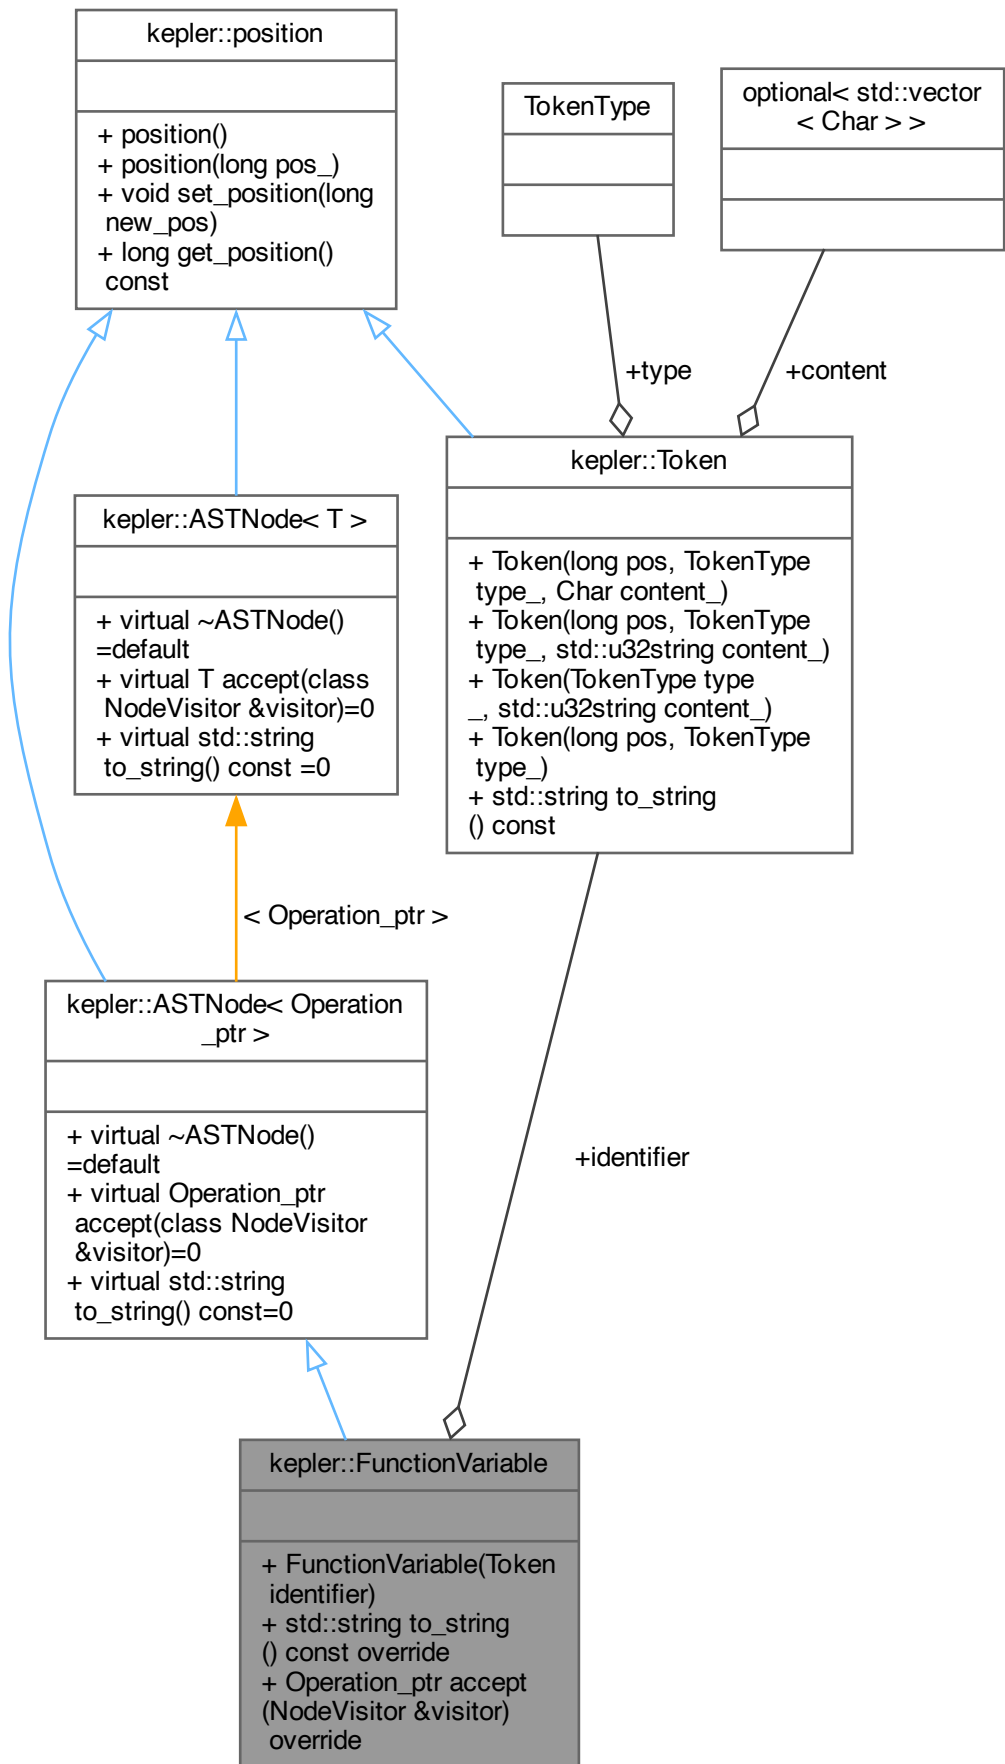 kepler::position
+ position()
+ position(long pos_)
+ void set_position(long
new_pos)
+ long get_position()
const
TokenType
optional< std::vector
< Char > >
+type
+content
kepler::ASTNode< T >
+ virtual ~ASTNode()
=default
+ virtual T accept(class
NodeVisitor &visitor)=0
+ virtual std::string
to_string() const =0
kepler::Token
+ Token(long pos, TokenType
type_, Char content_)
+ Token(long pos, TokenType
type_, std::u32string content_)
+ Token(TokenType type
_, std::u32string content_)
+ Token(long pos, TokenType
type_)
+ std::string to_string
() const
< Operation_ptr >
kepler::ASTNode< Operation
_ptr >
+ virtual ~ASTNode()
=default
+ virtual Operation_ptr
accept(class NodeVisitor
&visitor)=0
+ virtual std::string
to_string() const=0
+identifier
kepler::FunctionVariable
+ FunctionVariable(Token
identifier)
+ std::string to_string
() const override
+ Operation_ptr accept
(NodeVisitor &visitor)
override